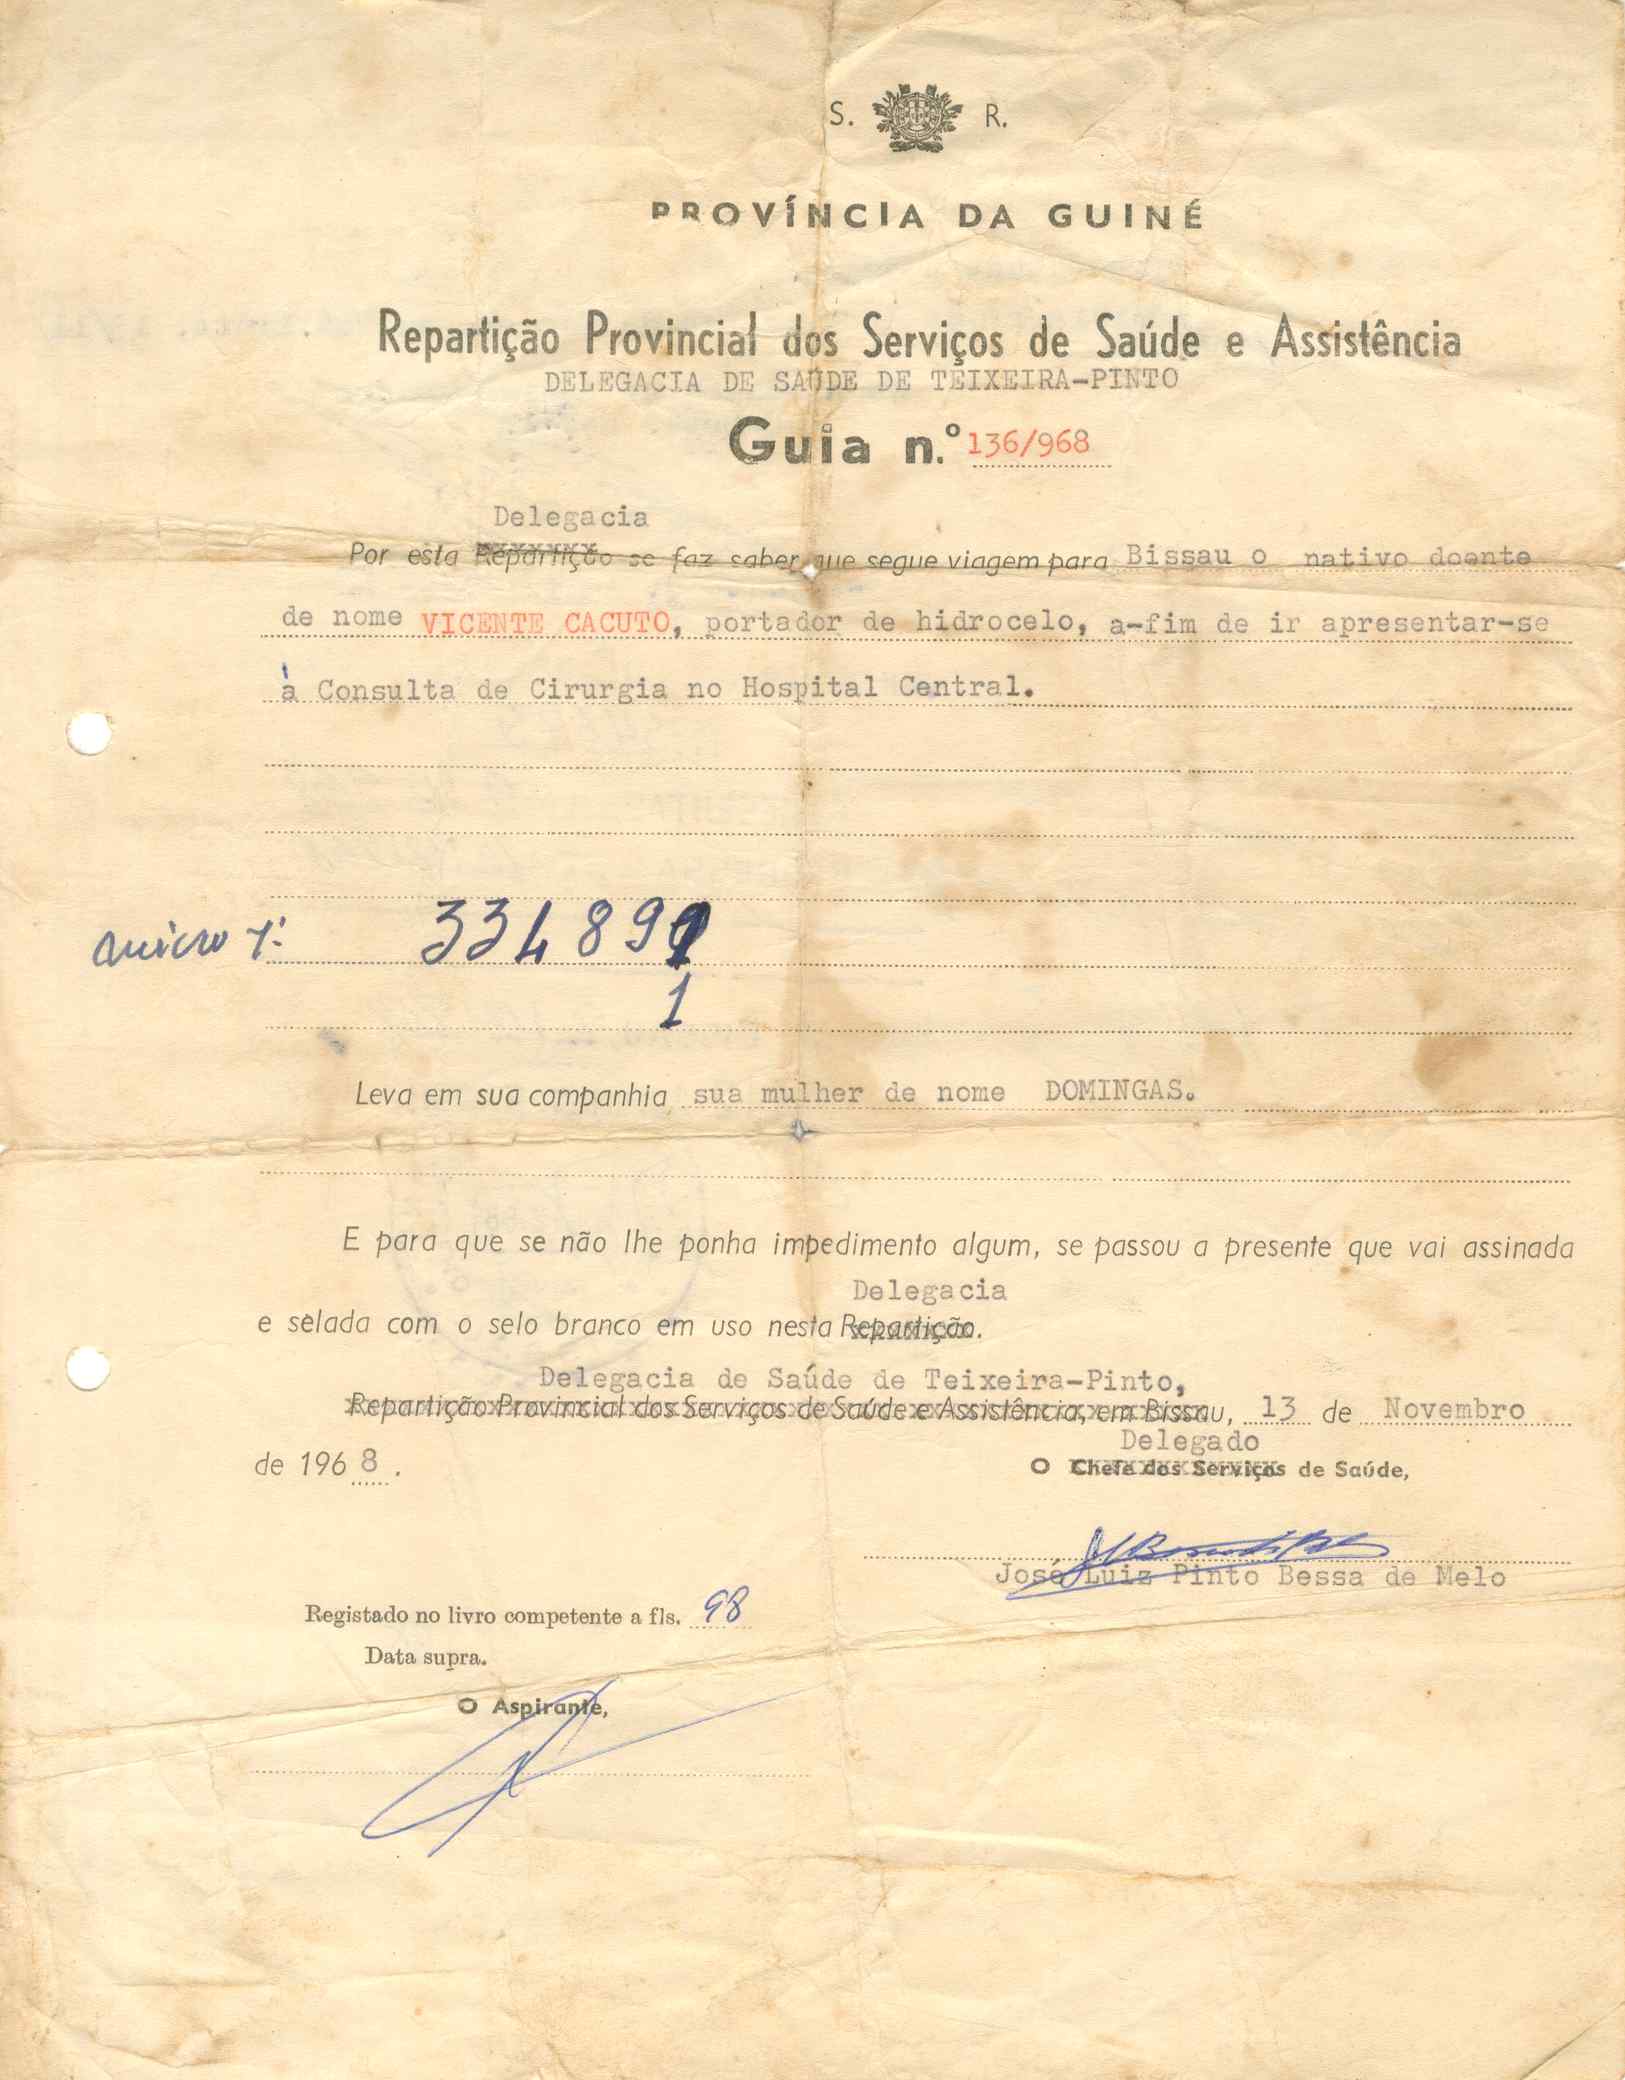 S. R.
PROVÍNCIA DA GUINÉ
Repartição Provincial dos Serviços de Saúde e Assistência
DELEGACIA DE SAÚDE DE TEIXEIRA-PINTO
Guia n.º 136/968
Delegacia
Por esta Repartição se faz saber que segue viagem para Bissau o nativo doente
de nome VICENTE CACUTO, portador de hidrocelo, a-fim de ir apresentar-se
à Consulta de Cirurgia no Hospital Central.
micro 334891
1
Leva em sua companhia sua mulher de nome DOMINGAS.
E para que se não lhe ponha impedimento algum, se passou a presente que vai assinada
Delegacia
e selada com o selo branco em uso nesta Repartição.
Delegacia de Saúde de Teixeira-Pinto,
Repartição Provincial dos Serviços de Saúde e Assistência, em Bissau, 13 de Novembro
Delegado
de 1968. O Chefe dos Serviços de Saúde,
José Luiz Pinto Bessa de Melo
Registado no livro competente a fls. 98
Data supra.
O Aspirante,